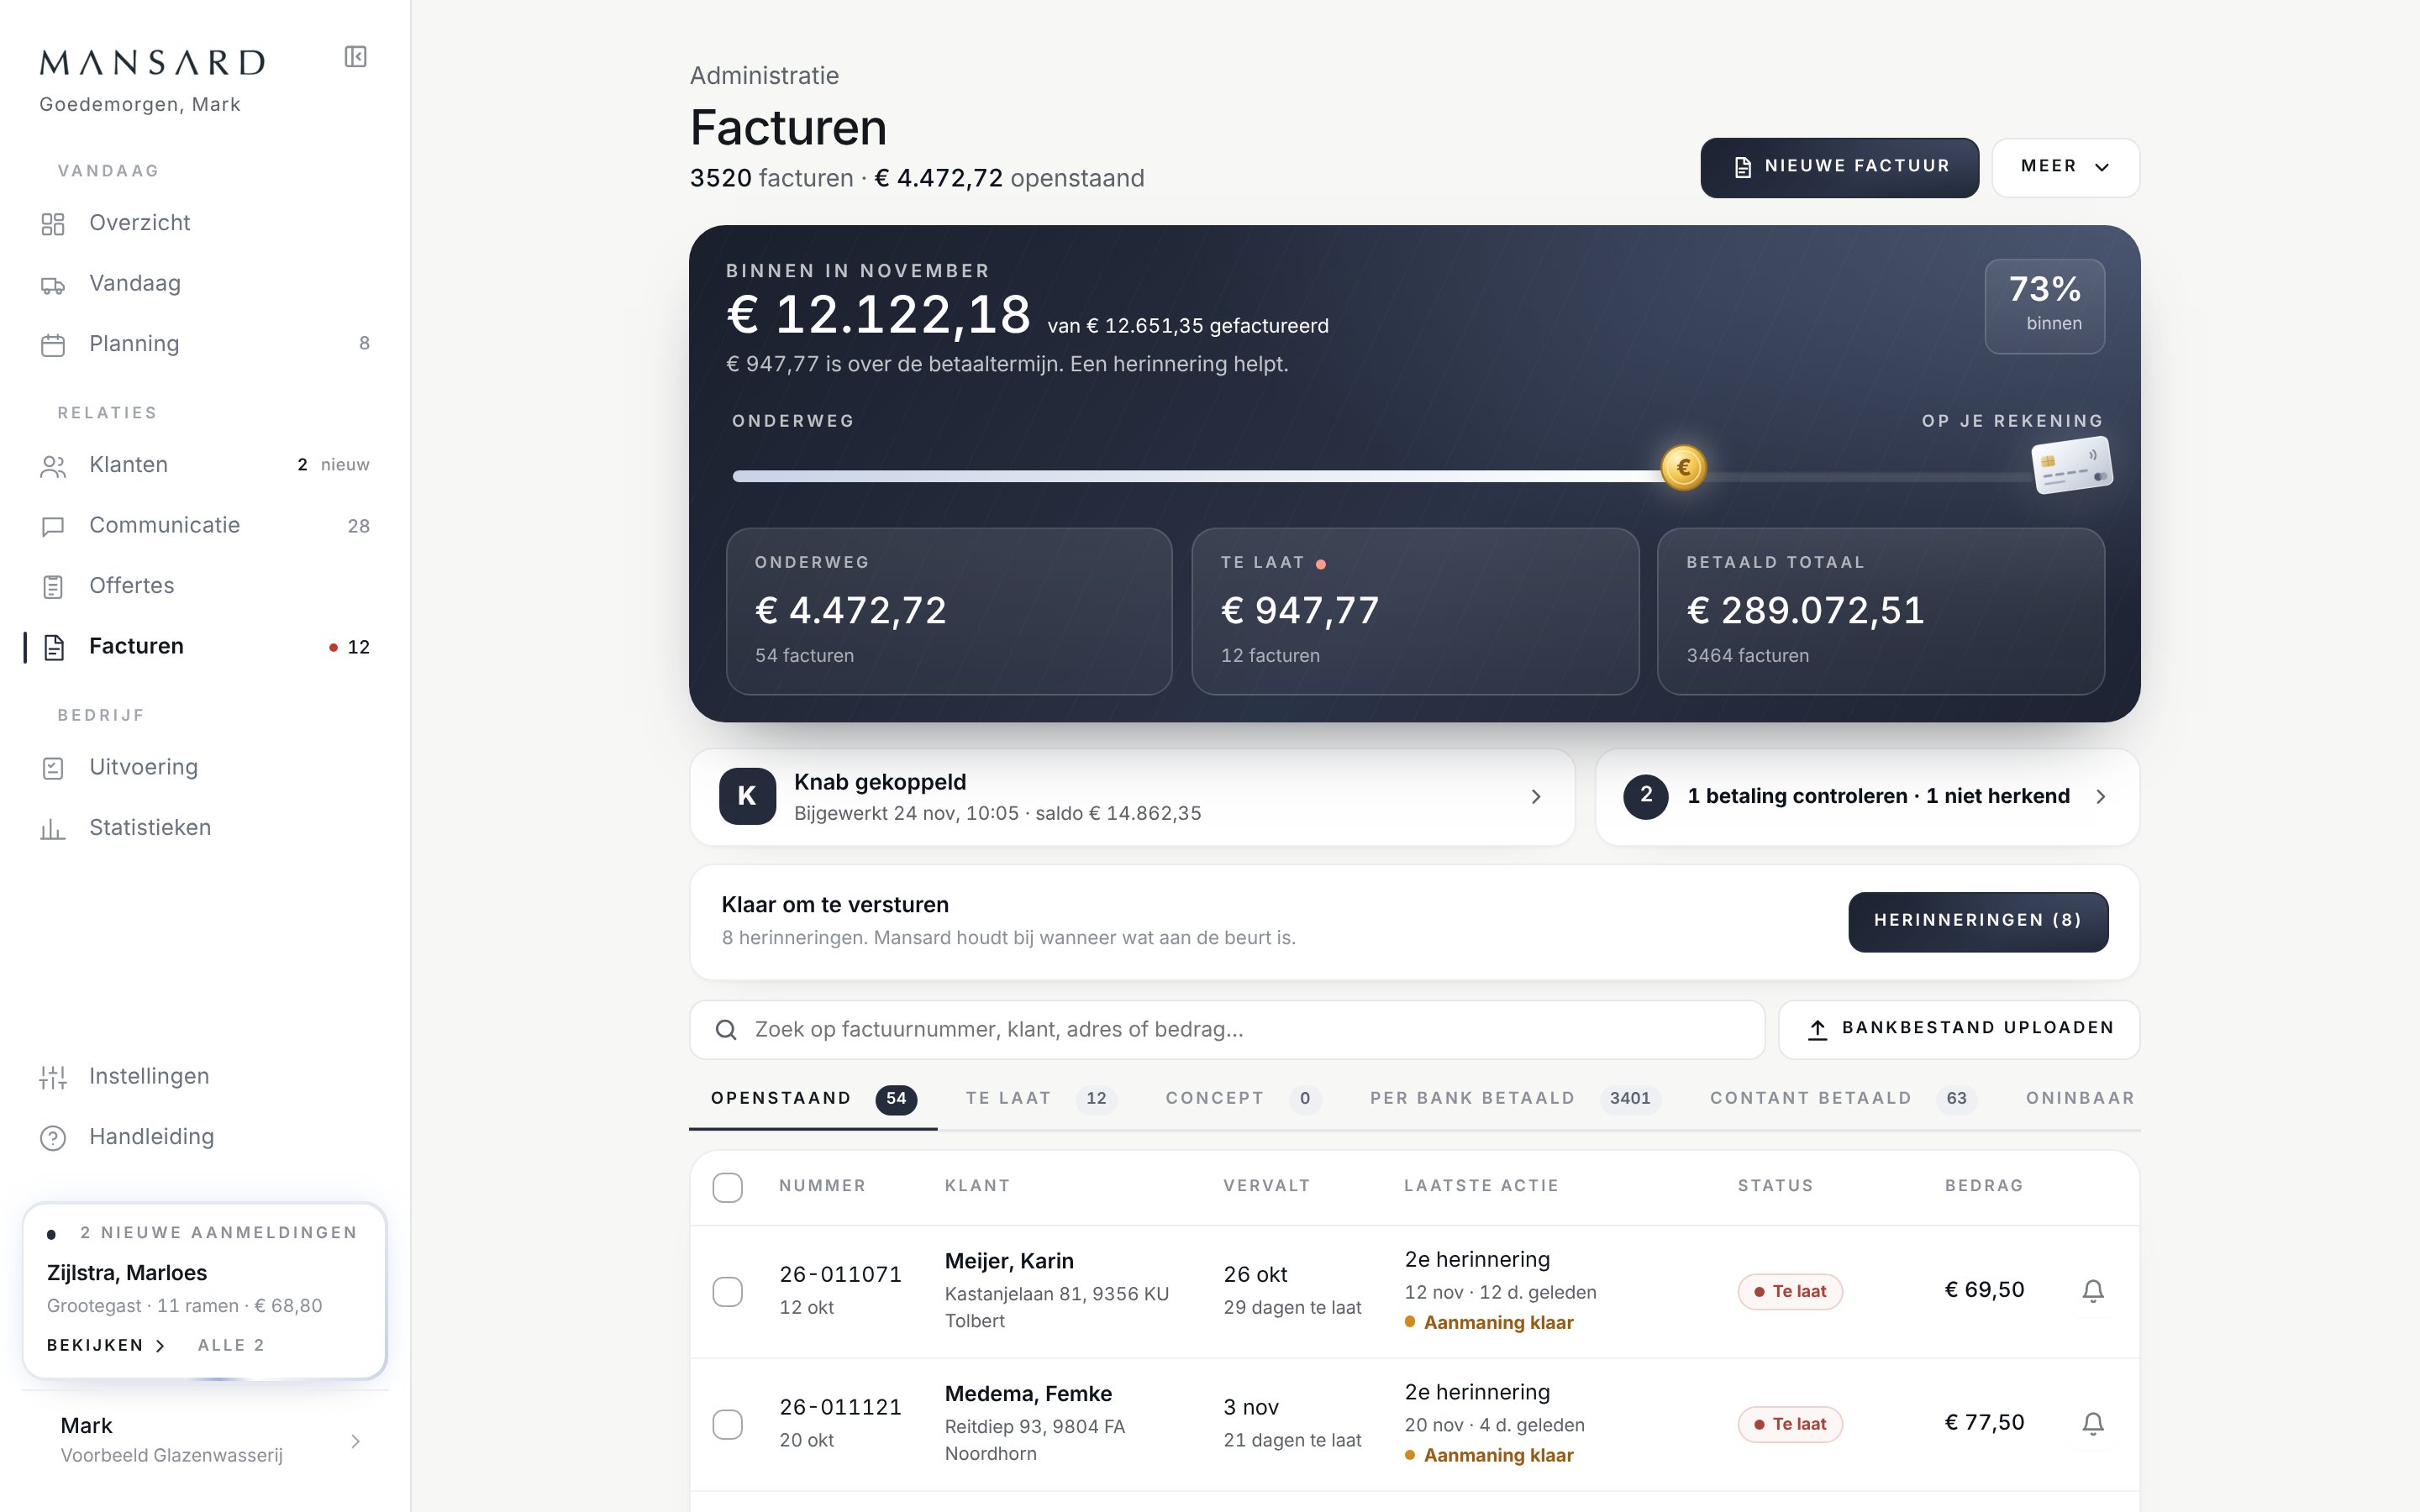 MANSARD
Goedemorgen, Mark
VANDAAG
Overzicht
Vandaag
Planning 8
RELATIES
Klanten 2 nieuw
Communicatie 28
Offertes
Facturen 12
BEDRIJF
Uitvoering
Statistieken
Instellingen
Handleiding
2 NIEUWE AANMELDINGEN
Zijlstra, Marloes
Grootegast · 11 ramen · € 68,80
BEKIJKEN ALLE 2
Mark
Voorbeeld Glazenwasserij
Administratie
Facturen
3520 facturen · € 4.472,72 openstaand
NIEUWE FACTUUR
MEER
BINNEN IN NOVEMBER
€ 12.122,18 van € 12.651,35 gefactureerd
€ 947,77 is over de betaaltermijn. Een herinnering helpt.
73%
binnen
ONDERWEG
OP JE REKENING
€
ONDERWEG
€ 4.472,72
54 facturen
TE LAAT
€ 947,77
12 facturen
BETAALD TOTAAL
€ 289.072,51
3464 facturen
K
Knab gekoppeld
Bijgewerkt 24 nov, 10:05 · saldo € 14.862,35
2
1 betaling controleren · 1 niet herkend
Klaar om te versturen
8 herinneringen. Mansard houdt bij wanneer wat aan de beurt is.
HERINNERINGEN (8)
Zoek op factuurnummer, klant, adres of bedrag...
BANKBESTAND UPLOADEN
OPENSTAAND 54 TE LAAT 12 CONCEPT 0 PER BANK BETAALD 3401 CONTANT BETAALD 63 ONINBAAR
NUMMER KLANT VERVALT LAATSTE ACTIE STATUS BEDRAG
26-011071
12 okt
Meijer, Karin
Kastanjelaan 81, 9356 KU
Tolbert
26 okt
29 dagen te laat
2e herinnering
12 nov · 12 d. geleden
Aanmaning klaar
Te laat
€ 69,50
26-011121
20 okt
Medema, Femke
Reitdiep 93, 9804 FA
Noordhorn
3 nov
21 dagen te laat
2e herinnering
20 nov · 4 d. geleden
Aanmaning klaar
Te laat
€ 77,50